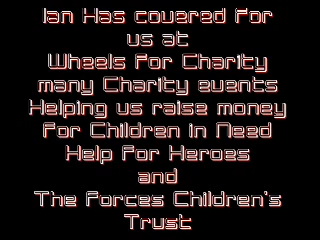 Ian Has covered for
us at
Wheels For Charity
many Charity events
Helping us raise money
For Children in Need
Help For Heroes
and
The Forces Children's
Trust